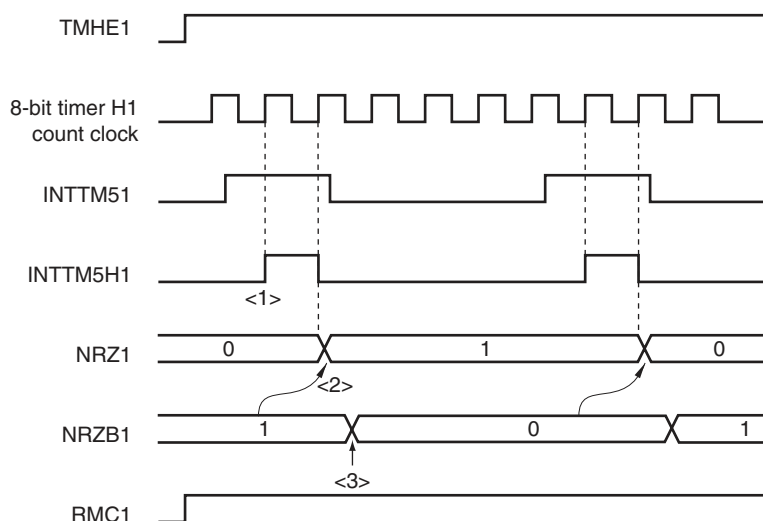 TMHE1
8-bit timer H1
count clock
INTTM51
INTTM5H1
<1>
NRZ1
0
1
0
<2>
NRZB1
1
0
1
<3>
RMC1